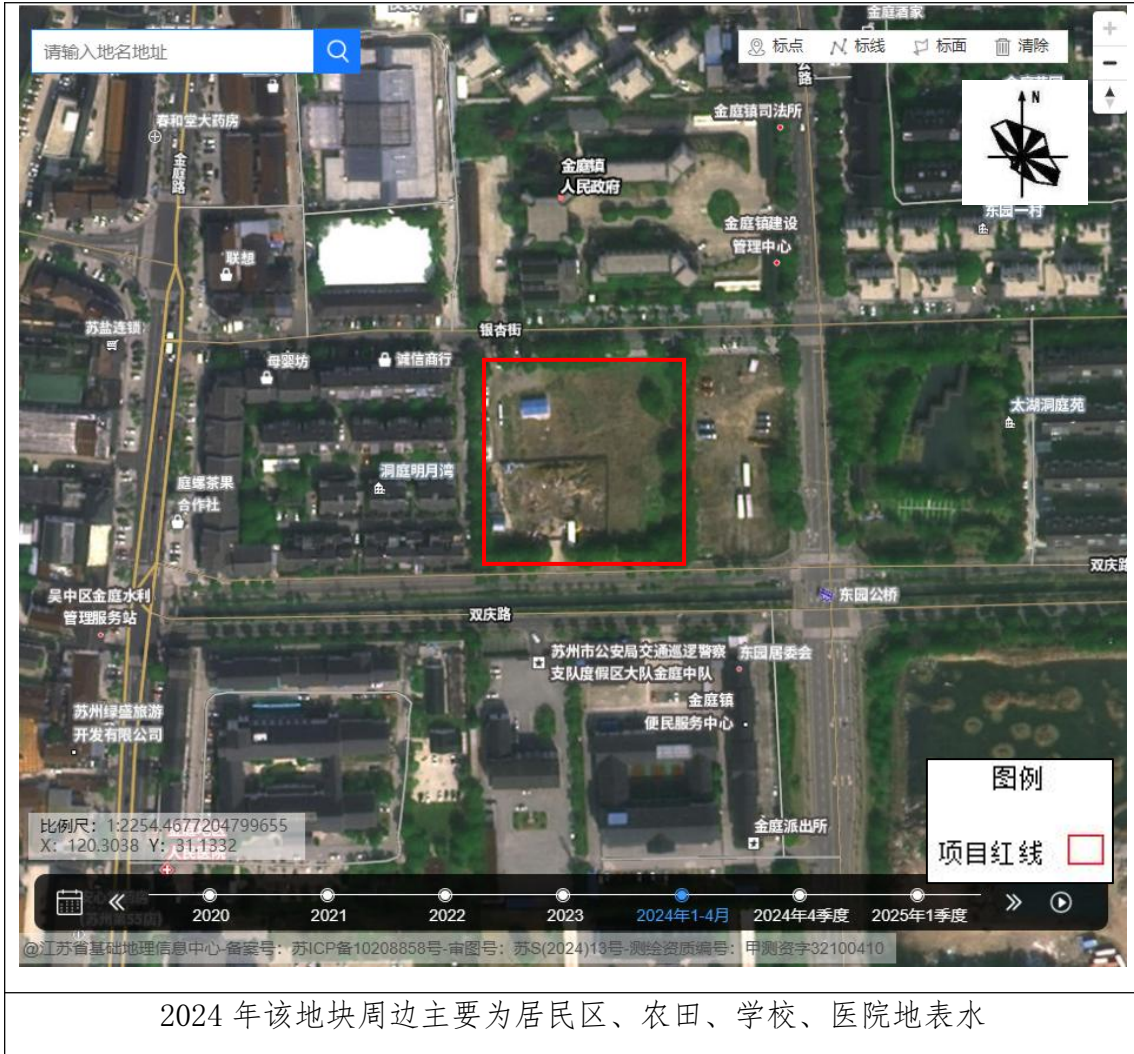 金庭酒家
请输入地名地址
标点 标线 标面 清除
公路
N
金庭镇司法所
春和堂大药房
金庭路
金庭镇
人民政府
金庭镇建设
管理中心
东园一村
联想
苏盐连锁
银杏街
母婴坊
诚信商行
太湖洞庭苑
洞庭明月湾
庭螺茶果
合作社
双庆路
吴中区金庭水利
管理服务站
东园公桥
双庆路
苏州市公安局交通巡逻警察
支队度假区大队金庭中队
东园居委会
金庭镇
便民服务中心
苏州绿盛旅游
开发有限公司
图例
项目红线
比例尺：1:2254.4677204799655
X：120.3038 Y：31.1332
人民医院
金庭派出所
2020 2021 2022 2023 2024年1-4月 2024年4季度 2025年1季度
@江苏省基础地理信息中心-备案号：苏ICP备10208858号-审图号：苏S(2024)13号-测绘资质编号：甲测资字32100410
2024 年该地块周边主要为居民区、农田、学校、医院地表水